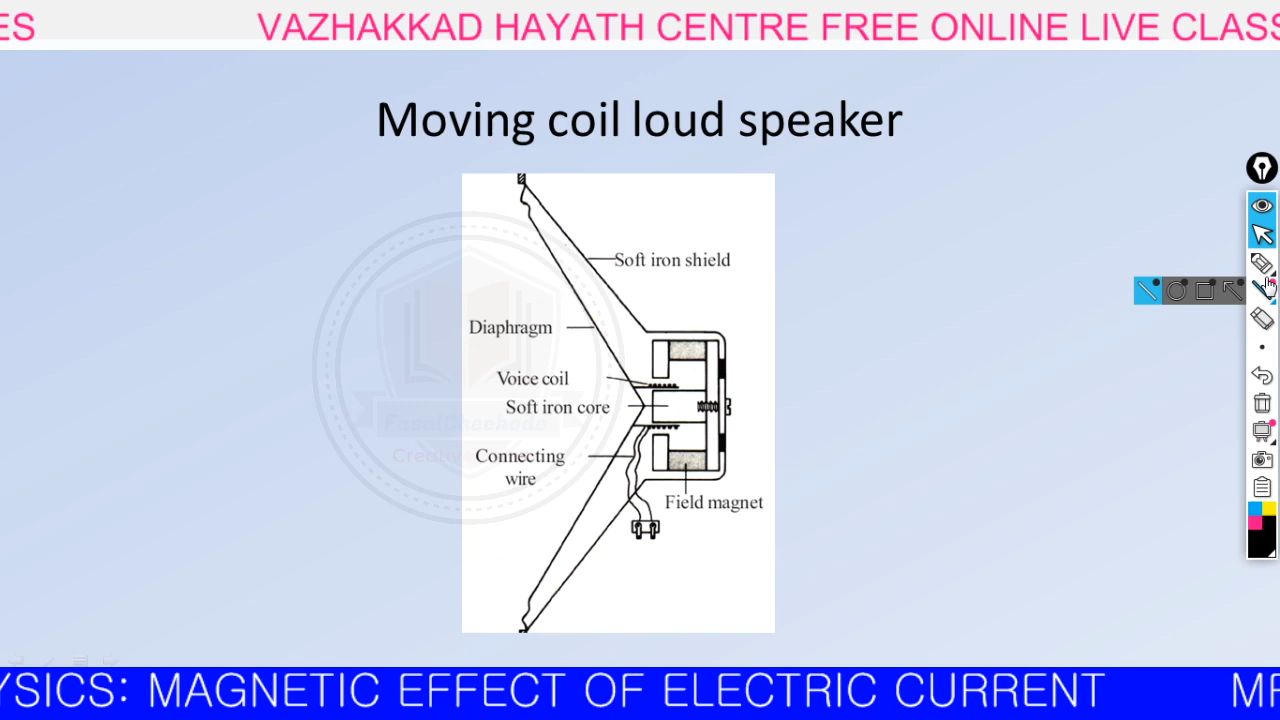 ES VAZHAKKAD HAYATH CENTRE FREE ONLINE LIVE CLASS
Moving coil loud speaker
Soft iron shield
Diaphragm
Voice coil
Soft iron core
Connecting
wire
Field magnet
YSICS: MAGNETIC EFFECT OF ELECTRIC CURRENT